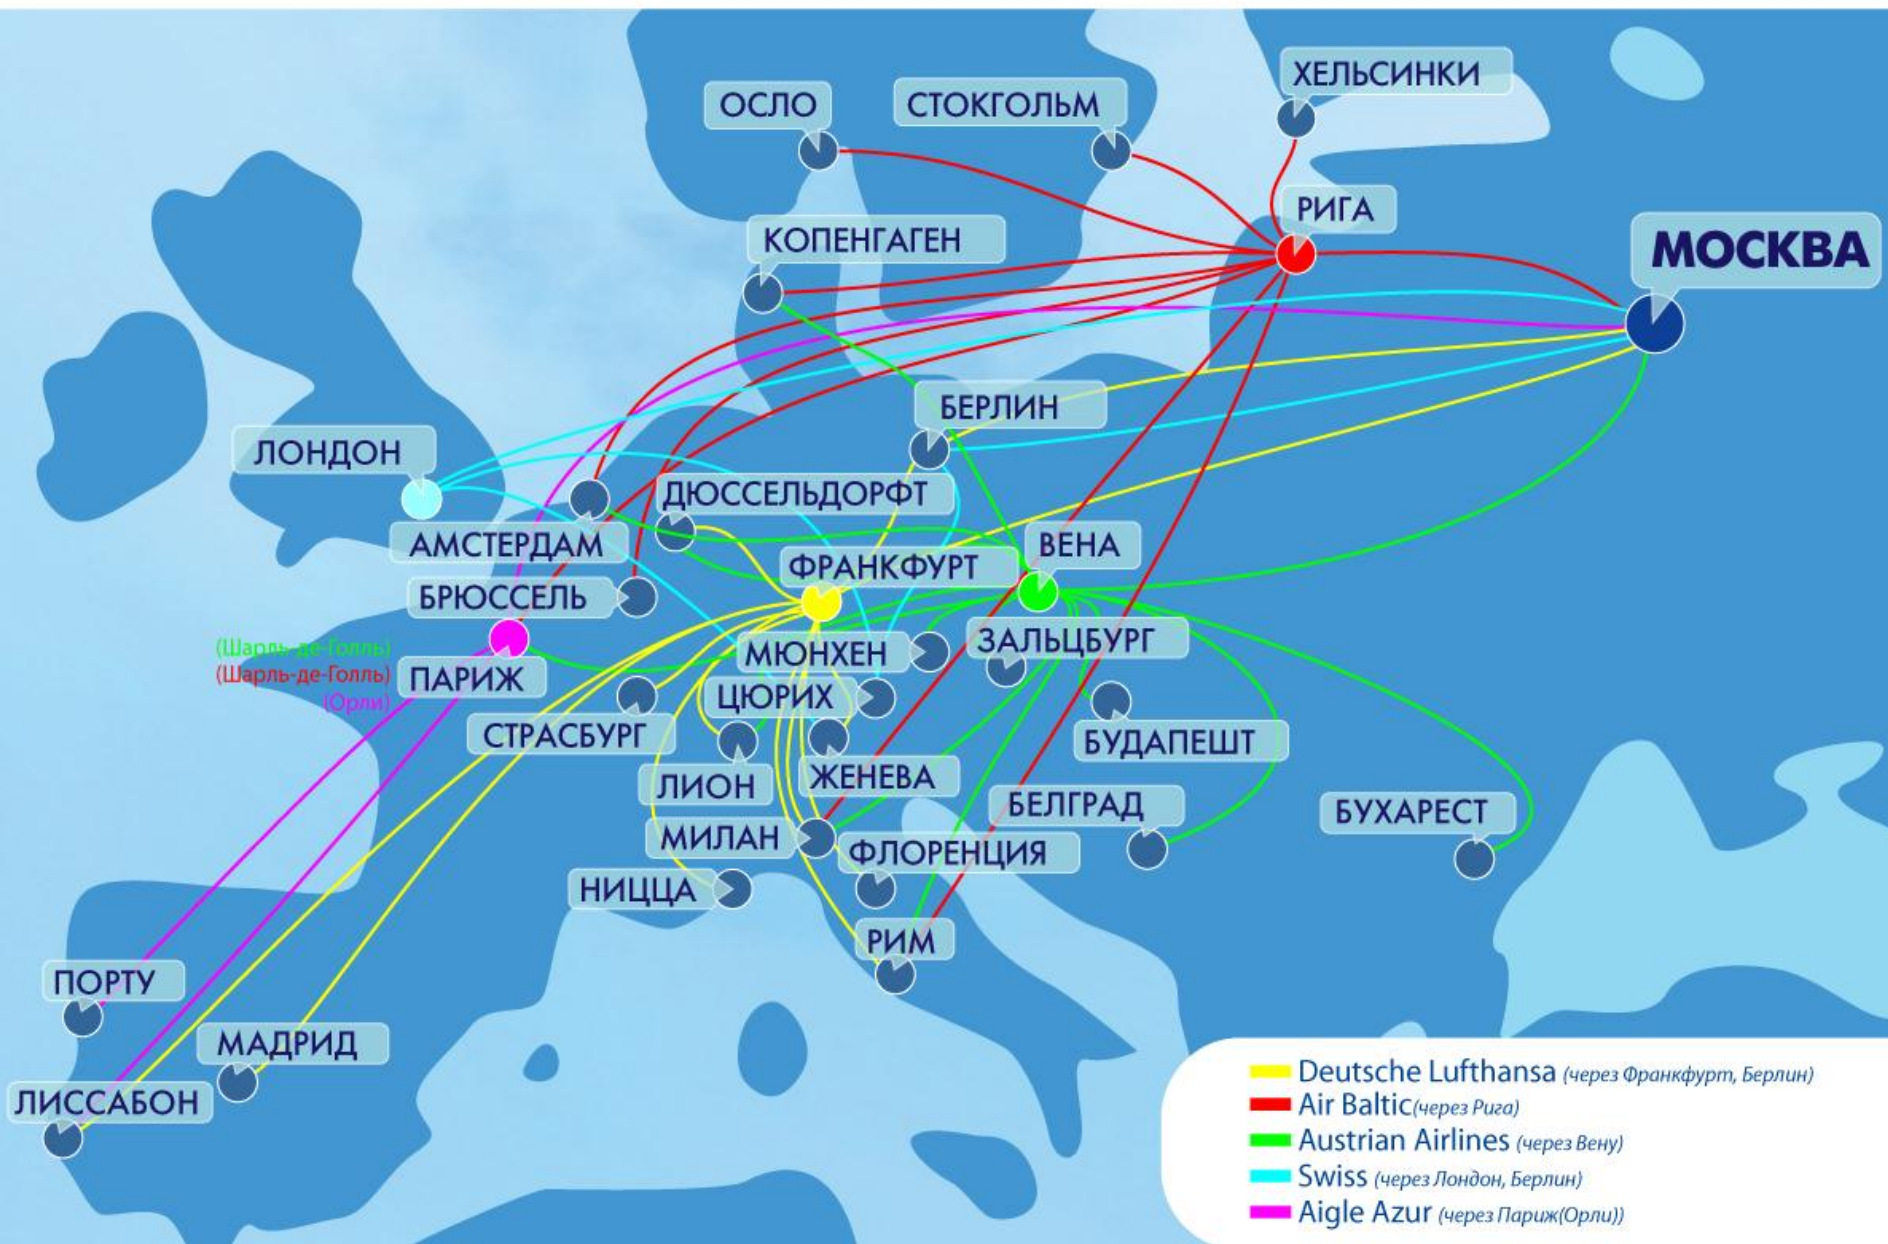 ХЕЛЬСИНКИ
ОСЛО
СТОКГОЛЬМ
РИГА
КОПЕНГАГЕН
МОСКВА
БЕРЛИН
ЛОНДОН
ДЮССЕЛЬДОРФТ
АМСТЕРДАМ
ВЕНА
ФРАНКФУРТ
БРЮССЕЛЬ
(Шарль-де-Голль)
(Шарль-де-Голль)
(Орли)
ПАРИЖ
МЮНХЕН
ЗАЛЬЦБУРГ
ЦЮРИХ
СТРАСБУРГ
БУДАПЕШТ
ЛИОН
ЖЕНЕВА
БЕЛГРАД
БУХАРЕСТ
МИЛАН
ФЛОРЕНЦИЯ
НИЦЦА
РИМ
ПОРТУ
МАДРИД
ЛИССАБОН
Deutsche Lufthansa (через Франкфурт, Берлин)
Air Baltic(через Рига)
Austrian Airlines (через Вену)
Swiss (через Лондон, Берлин)
Aigle Azur (через Париж(Орли))